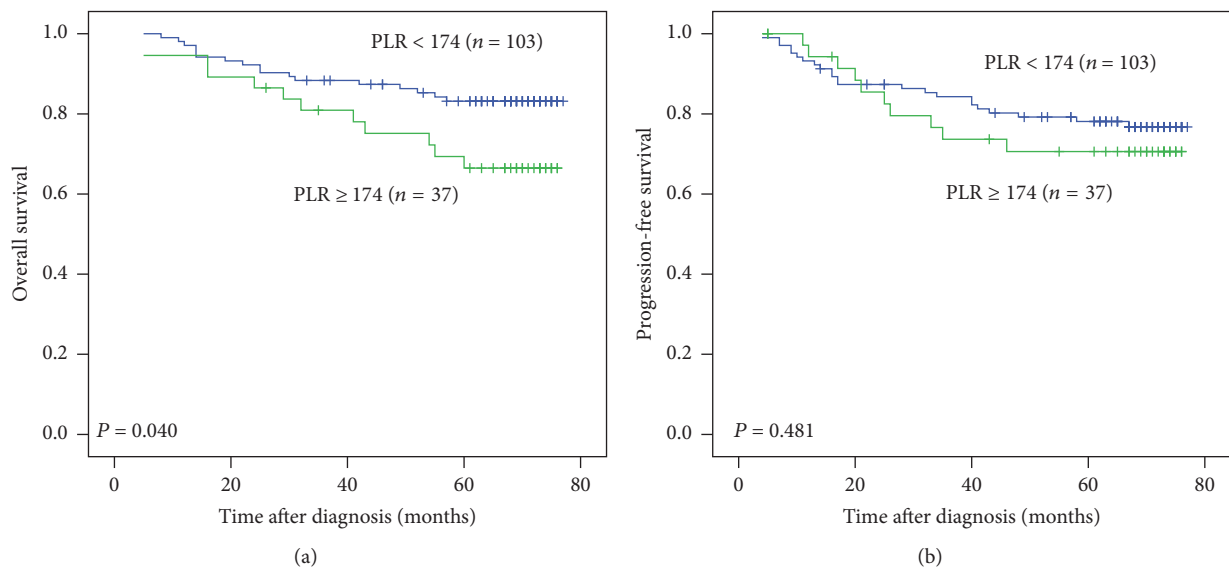 1.0
0.8
0.6
0.4
0.2
0.0
Overall survival
PLR < 174 (n = 103)
PLR ≥ 174 (n = 37)
P = 0.040
0 20 40 60 80
Time after diagnosis (months)
(a)
1.0
0.8
0.6
0.4
0.2
0.0
Progression-free survival
PLR < 174 (n = 103)
PLR ≥ 174 (n = 37)
P = 0.481
0 20 40 60 80
Time after diagnosis (months)
(b)